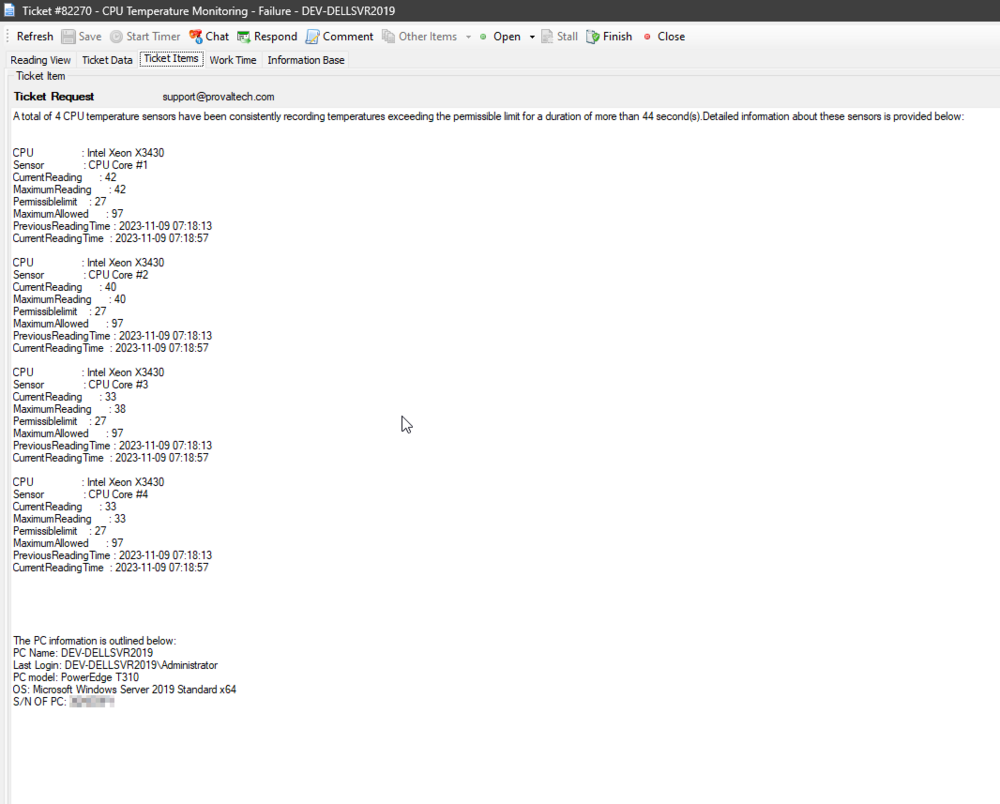 Ticket #82270 - CPU Temperature Monitoring - Failure - DEV-DELLSVR2019
Refresh Save Start Timer Chat Respond Comment Other Items Open Stall Finish Close
Reading View Ticket Data Ticket Items Work Time Information Base
Ticket Item
Ticket Request support@provaltech.com
A total of 4 CPU temperature sensors have been consistently recording temperatures exceeding the permissible limit for a duration of more than 44 second(s).Detailed information about these sensors is provided below:
CPU : Intel Xeon X3430
Sensor : CPU Core #1
CurrentReading : 42
MaximumReading : 42
Permissiblelimit : 27
MaximumAllowed : 97
PreviousReadingTime : 2023-11-09 07:18:13
CurrentReadingTime : 2023-11-09 07:18:57
CPU : Intel Xeon X3430
Sensor : CPU Core #2
CurrentReading : 40
MaximumReading : 40
Permissiblelimit : 27
MaximumAllowed : 97
PreviousReadingTime : 2023-11-09 07:18:13
CurrentReadingTime : 2023-11-09 07:18:57
CPU : Intel Xeon X3430
Sensor : CPU Core #3
CurrentReading : 33
MaximumReading : 38
Permissiblelimit : 27
MaximumAllowed : 97
PreviousReadingTime : 2023-11-09 07:18:13
CurrentReadingTime : 2023-11-09 07:18:57
CPU : Intel Xeon X3430
Sensor : CPU Core #4
CurrentReading : 33
MaximumReading : 33
Permissiblelimit : 27
MaximumAllowed : 97
PreviousReadingTime : 2023-11-09 07:18:13
CurrentReadingTime : 2023-11-09 07:18:57
The PC information is outlined below:
PC Name: DEV-DELLSVR2019
Last Login: DEV-DELLSVR2019\Administrator
PC model: PowerEdge T310
OS: Microsoft Windows Server 2019 Standard x64
S/N OF PC: